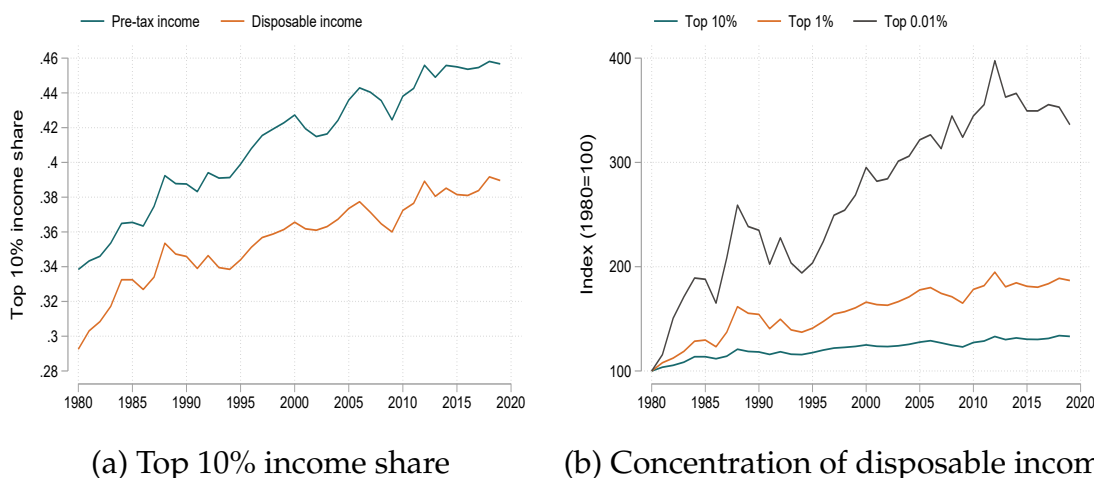 Pre-tax income Disposable income
Top 10% income share
.46
.44
.42
.4
.38
.36
.34
.32
.3
.28
1980 1985 1990 1995 2000 2005 2010 2015 2020
(a) Top 10% income share
Top 10% Top 1% Top 0.01%
Index (1980=100)
400
300
200
100
1980 1985 1990 1995 2000 2005 2010 2015 2020
(b) Concentration of disposable incom